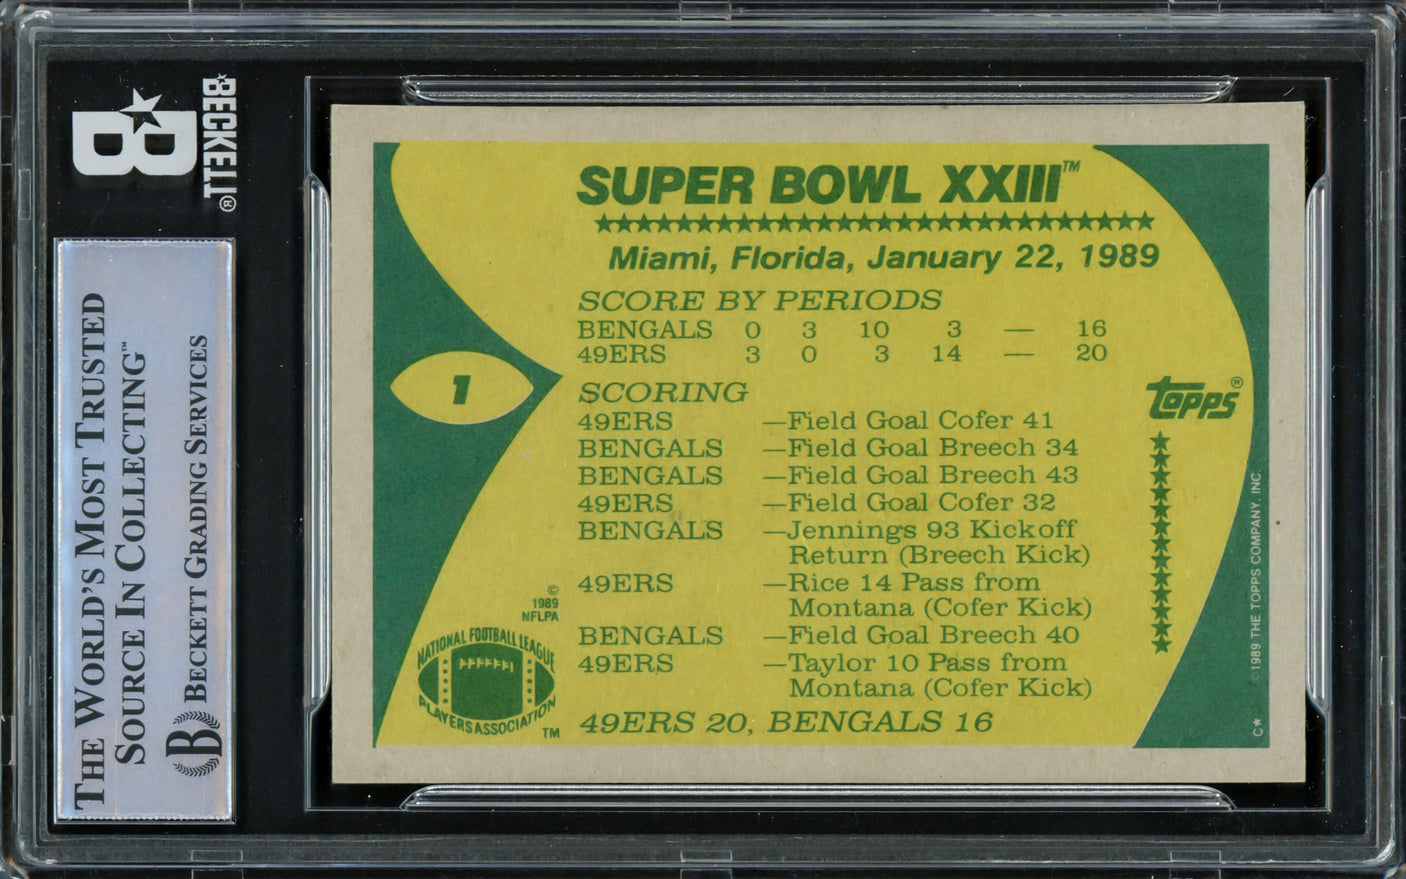 BECKETT®
B
THE WORLD'S MOST TRUSTED
SOURCE IN COLLECTING™
B BECKETT GRADING SERVICES
SUPER BOWL XXIII™
Miami, Florida, January 22, 1989
SCORE BY PERIODS
BENGALS 0 3 10 3 — 16
49ERS 3 0 3 14 — 20
1
SCORING
49ERS —Field Goal Cofer 41
BENGALS —Field Goal Breech 34
BENGALS —Field Goal Breech 43
49ERS —Field Goal Cofer 32
BENGALS —Jennings 93 Kickoff
Return (Breech Kick)
49ERS —Rice 14 Pass from
Montana (Cofer Kick)
BENGALS —Field Goal Breech 40
49ERS —Taylor 10 Pass from
Montana (Cofer Kick)
49ERS 20, BENGALS 16
©
1989
NFLPA
NATIONAL FOOTBALL LEAGUE
PLAYERS ASSOCIATION
TM
topps®
©1989 THE TOPPS COMPANY, INC.
C★